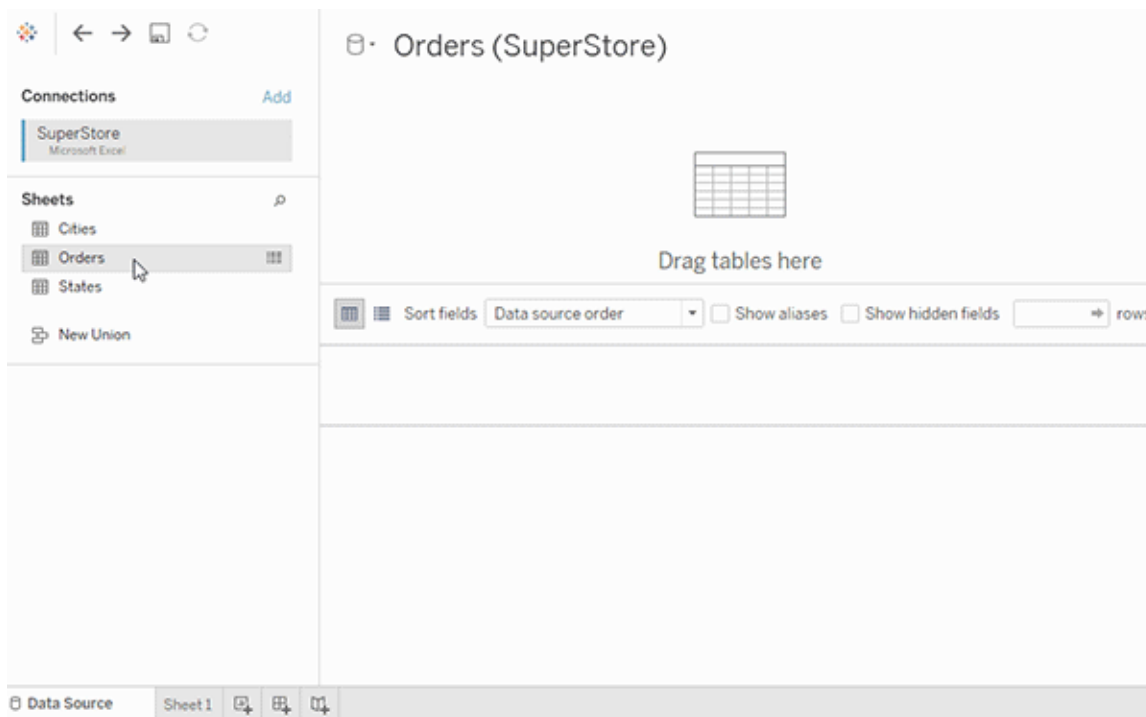 Orders (SuperStore)
Connections
Add
SuperStore
Microsoft Excel
Sheets
Cities
Orders
States
New Union
Drag tables here
Sort fields Data source order Show aliases Show hidden fields rows
Data Source Sheet 1